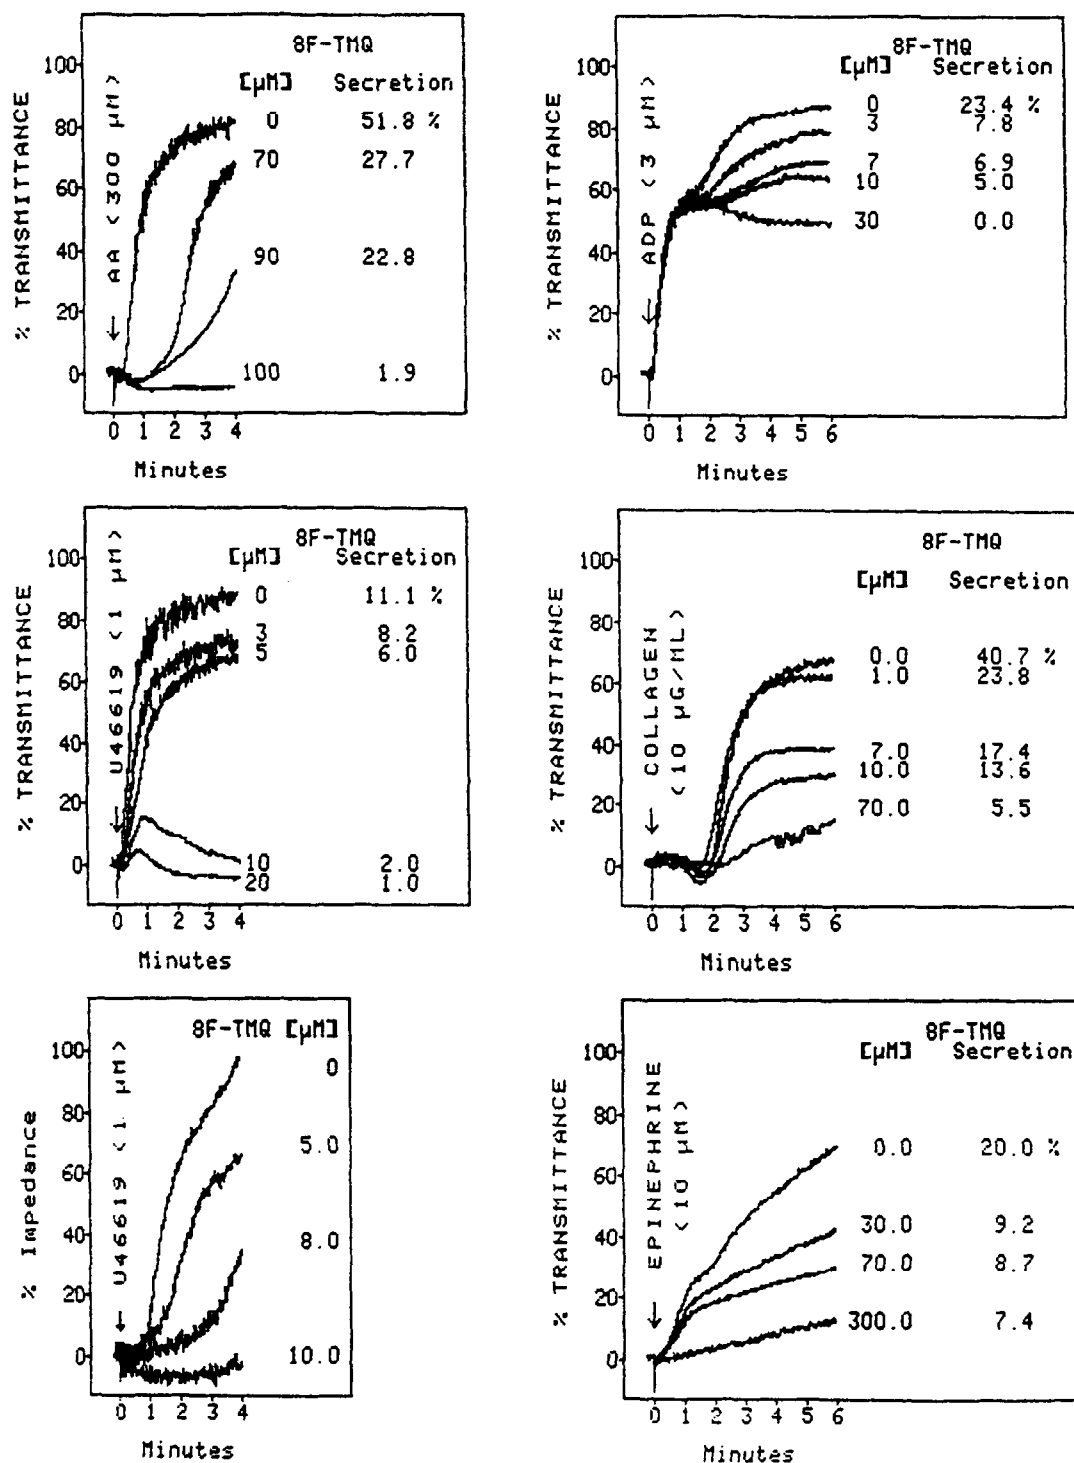 8F-TMQ
[µM] Secretion
0 51.8 %
70 27.7
90 22.8
100 1.9
% TRANSMITTANCE
100
80
60
40
20
0
AA <300 µM>
0 1 2 3 4
Minutes
8F-TMQ
[µM] Secretion
0 23.4 %
3 7.8
7 6.9
10 5.0
30 0.0
% TRANSMITTANCE
100
80
60
40
20
0
ADP <3 µM>
0 1 2 3 4 5 6
Minutes
8F-TMQ
[µM] Secretion
0 11.1 %
3 8.2
5 6.0
10 2.0
20 1.0
% TRANSMITTANCE
100
80
60
40
20
0
U46619 <1 µM>
0 1 2 3 4
Minutes
8F-TMQ
[µM] Secretion
0.0 40.7 %
1.0 23.8
7.0 17.4
10.0 13.6
70.0 5.5
% TRANSMITTANCE
100
80
60
40
20
0
COLLAGEN
<10 µG/ML>
0 1 2 3 4 5 6
Minutes
8F-TMQ [µM]
0
5.0
8.0
10.0
% Impedance
100
80
60
40
20
0
U46619 <1 µM>
0 1 2 3 4
Minutes
8F-TMQ
[µM] Secretion
0.0 20.0 %
30.0 9.2
70.0 8.7
300.0 7.4
% TRANSMITTANCE
100
80
60
40
20
0
EPINEPHRINE
<10 µM>
0 1 2 3 4 5 6
Minutes